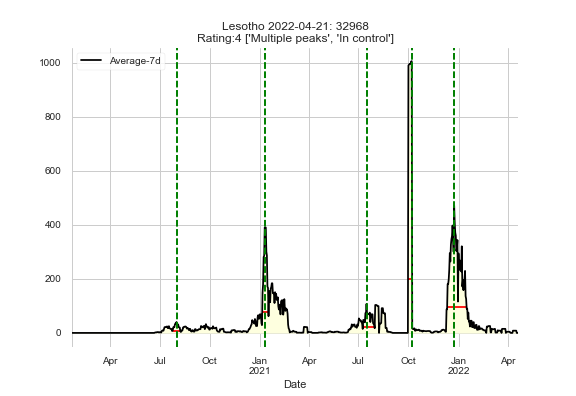 Lesotho 2022-04-21: 32968
Rating:4 ['Multiple peaks', 'In control']
Average-7d
1000
800
600
400
200
0
Apr Jul Oct Jan Apr Jul Oct Jan Apr
2021 2022
Date